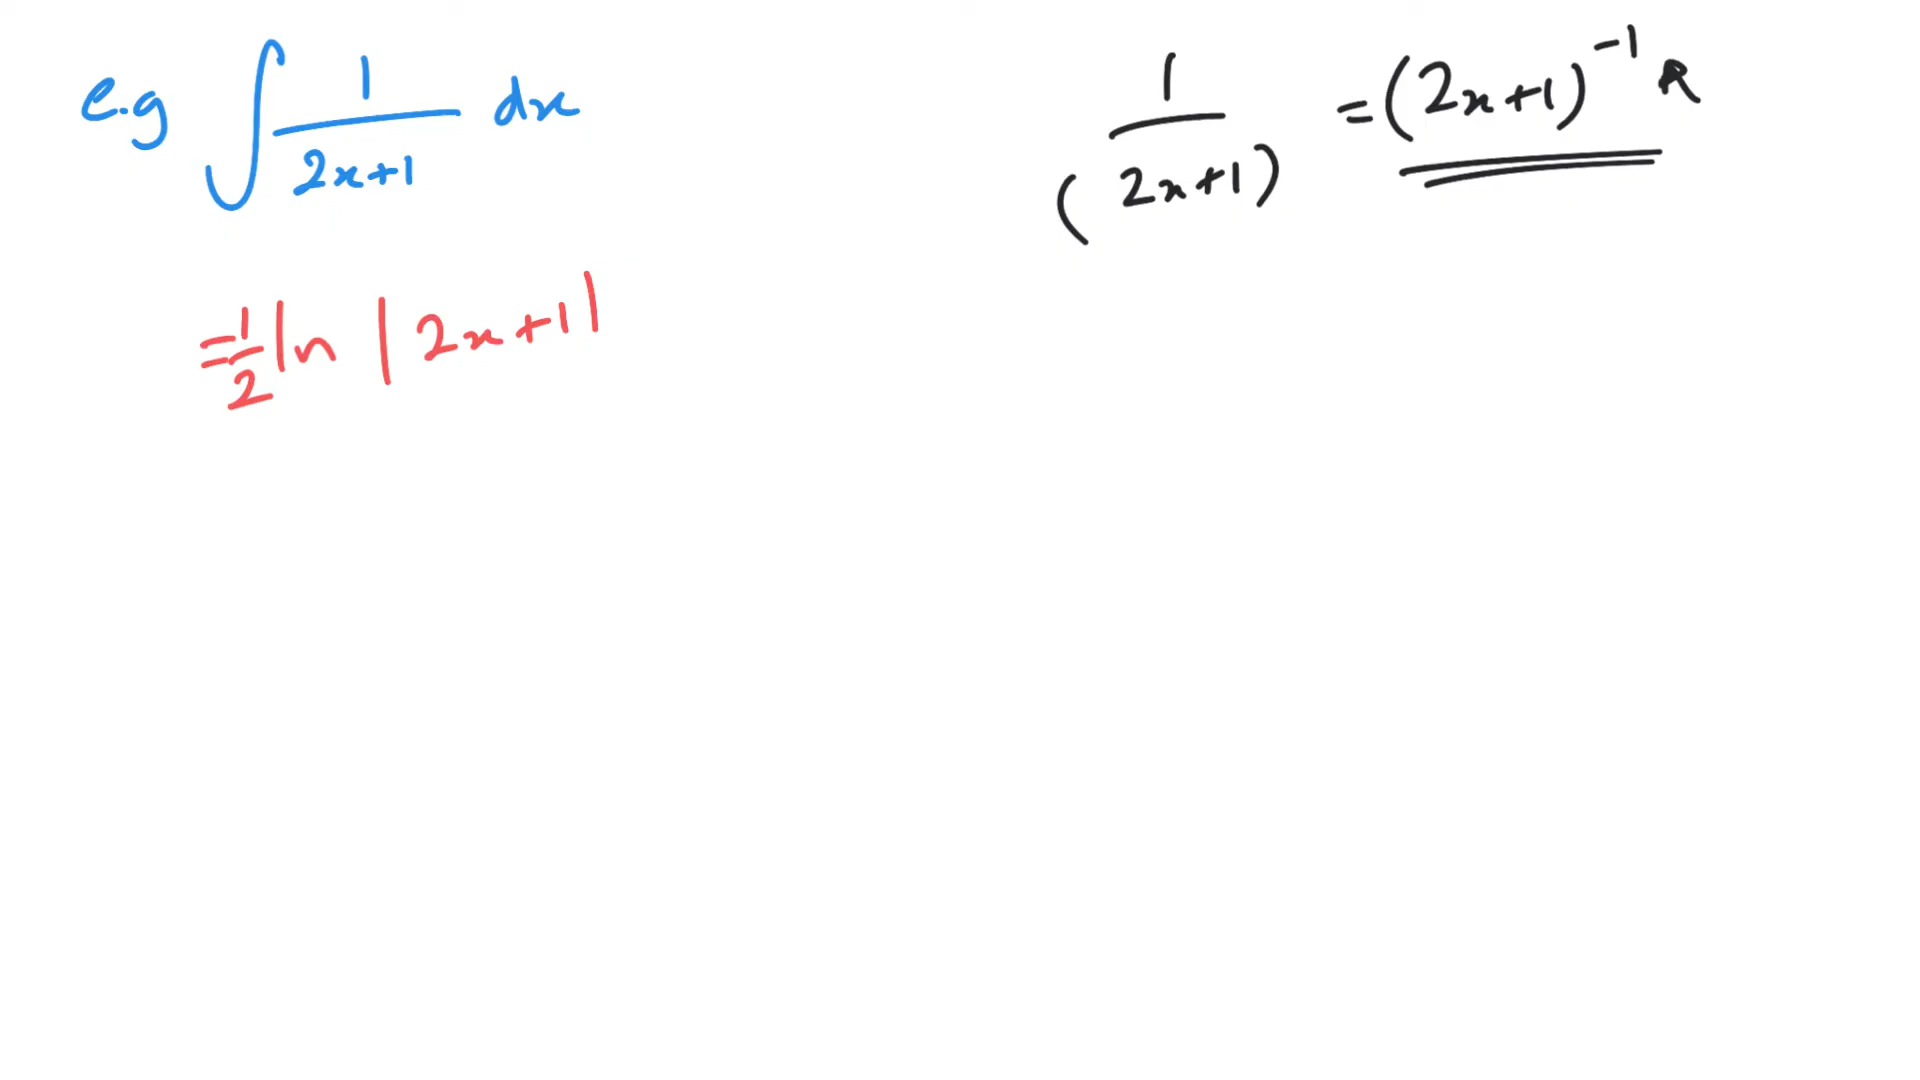 e.g ∫ 1/(2x+1) dx
1/(2x+1) = (2x+1)^-1
= 1/2 ln |2x+1|